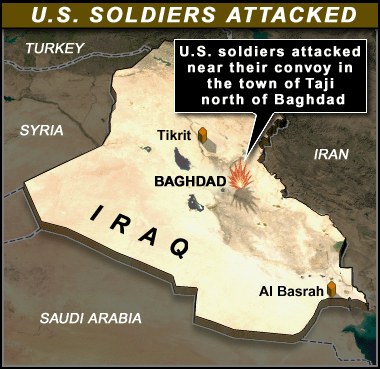 U.S. SOLDIERS ATTACKED
TURKEY
U.S. soldiers attacked
near their convoy in
the town of Taji
north of Baghdad
SYRIA
Tikrit
IRAN
BAGHDAD
IRAQ
Al Basrah
SAUDI ARABIA